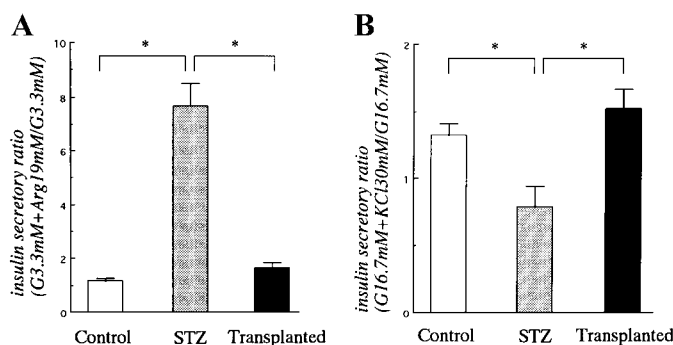 A
B
insulin secretory ratio
(G3.3mM+Arg19mM/G3.3mM)
10
8
6
4
2
0
*
*
Control
STZ
Transplanted
insulin secretory ratio
(G16.7mM+KCl30mM/G16.7mM)
2
1
0
*
*
Control
STZ
Transplanted